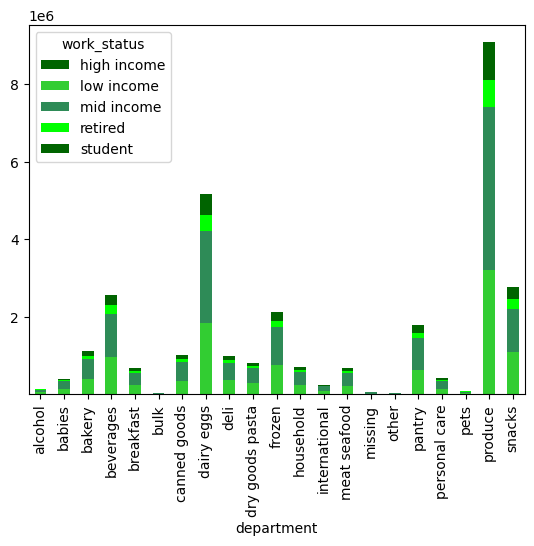 1e6
work_status
high income
low income
mid income
retired
student
8
6
4
2
alcohol
babies
bakery
beverages
breakfast
bulk
canned goods
dairy eggs
deli
dry goods pasta
frozen
household
international
meat seafood
missing
other
pantry
personal care
pets
produce
snacks
department